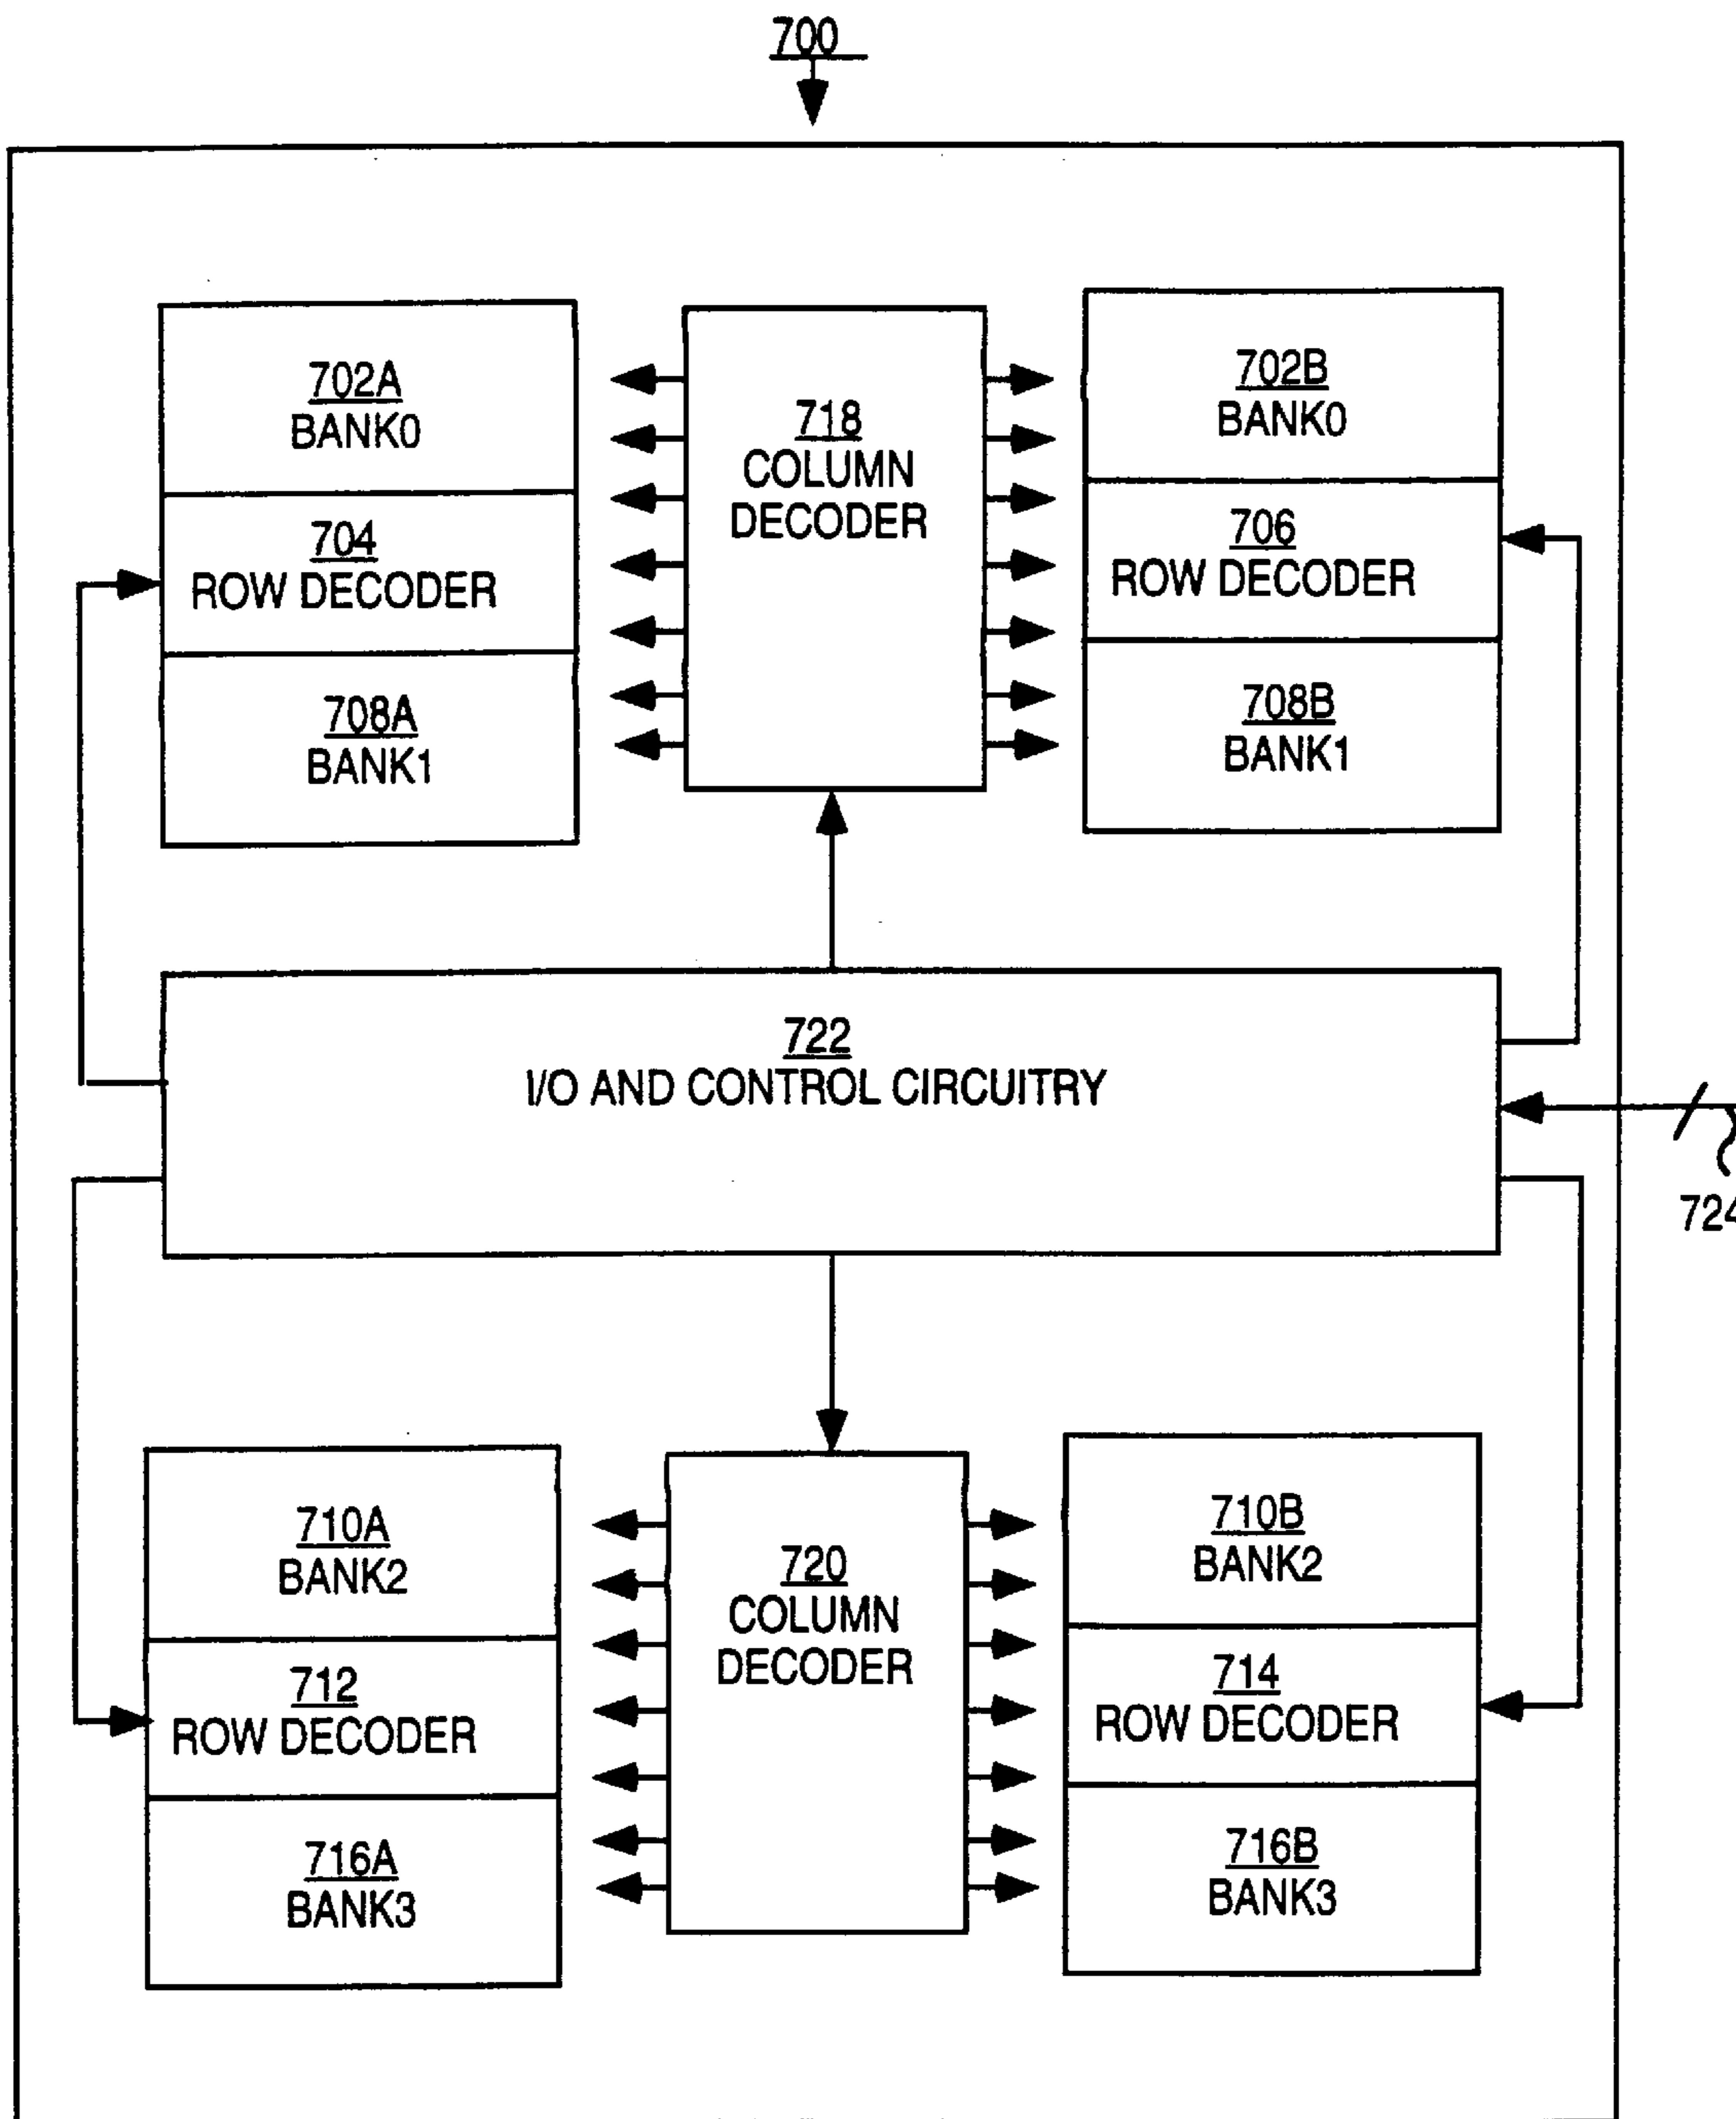 700
702A
BANK0
704
ROW DECODER
708A
BANK1
718
COLUMN
DECODER
702B
BANK0
706
ROW DECODER
708B
BANK1
722
I/O AND CONTROL CIRCUITRY
724
710A
BANK2
712
ROW DECODER
716A
BANK3
720
COLUMN
DECODER
710B
BANK2
714
ROW DECODER
716B
BANK3